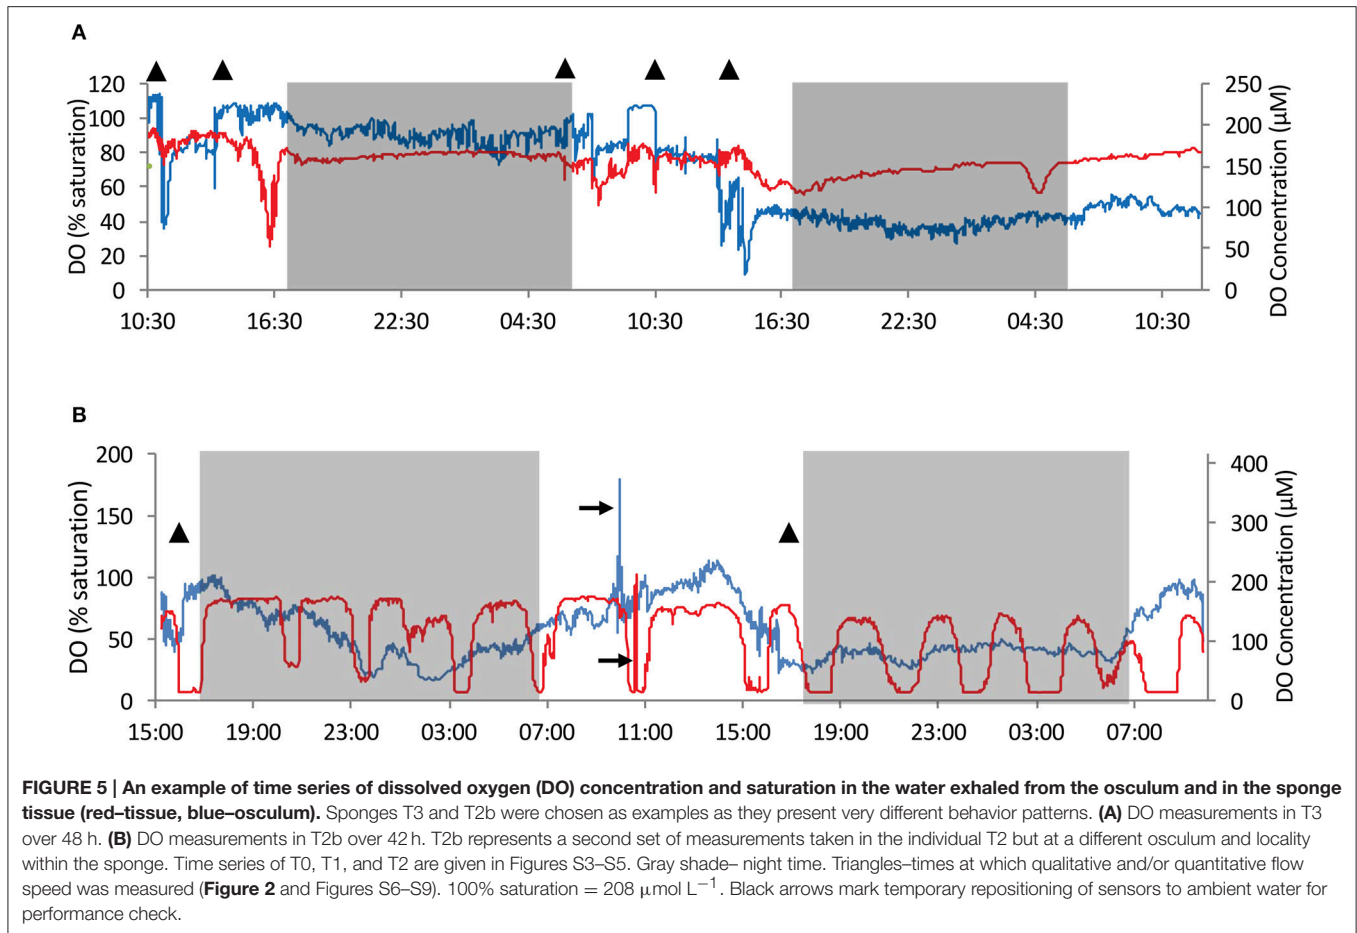 A
120
100
80
60
40
20
0
DO (% saturation)
250
200
150
100
50
0
DO Concentration (µM)
10:30 16:30 22:30 04:30 10:30 16:30 22:30 04:30 10:30
B
200
150
100
50
0
DO (% saturation)
400
300
200
100
0
DO Concentration (µM)
15:00 19:00 23:00 03:00 07:00 11:00 15:00 19:00 23:00 03:00 07:00
FIGURE 5 | An example of time series of dissolved oxygen (DO) concentration and saturation in the water exhaled from the osculum and in the sponge
tissue (red–tissue, blue–osculum). Sponges T3 and T2b were chosen as examples as they present very different behavior patterns. (A) DO measurements in T3
over 48 h. (B) DO measurements in T2b over 42 h. T2b represents a second set of measurements taken in the individual T2 but at a different osculum and locality
within the sponge. Time series of T0, T1, and T2 are given in Figures S3–S5. Gray shade– night time. Triangles–times at which qualitative and/or quantitative flow
speed was measured (Figure 2 and Figures S6–S9). 100% saturation = 208 µmol L−1. Black arrows mark temporary repositioning of sensors to ambient water for
performance check.